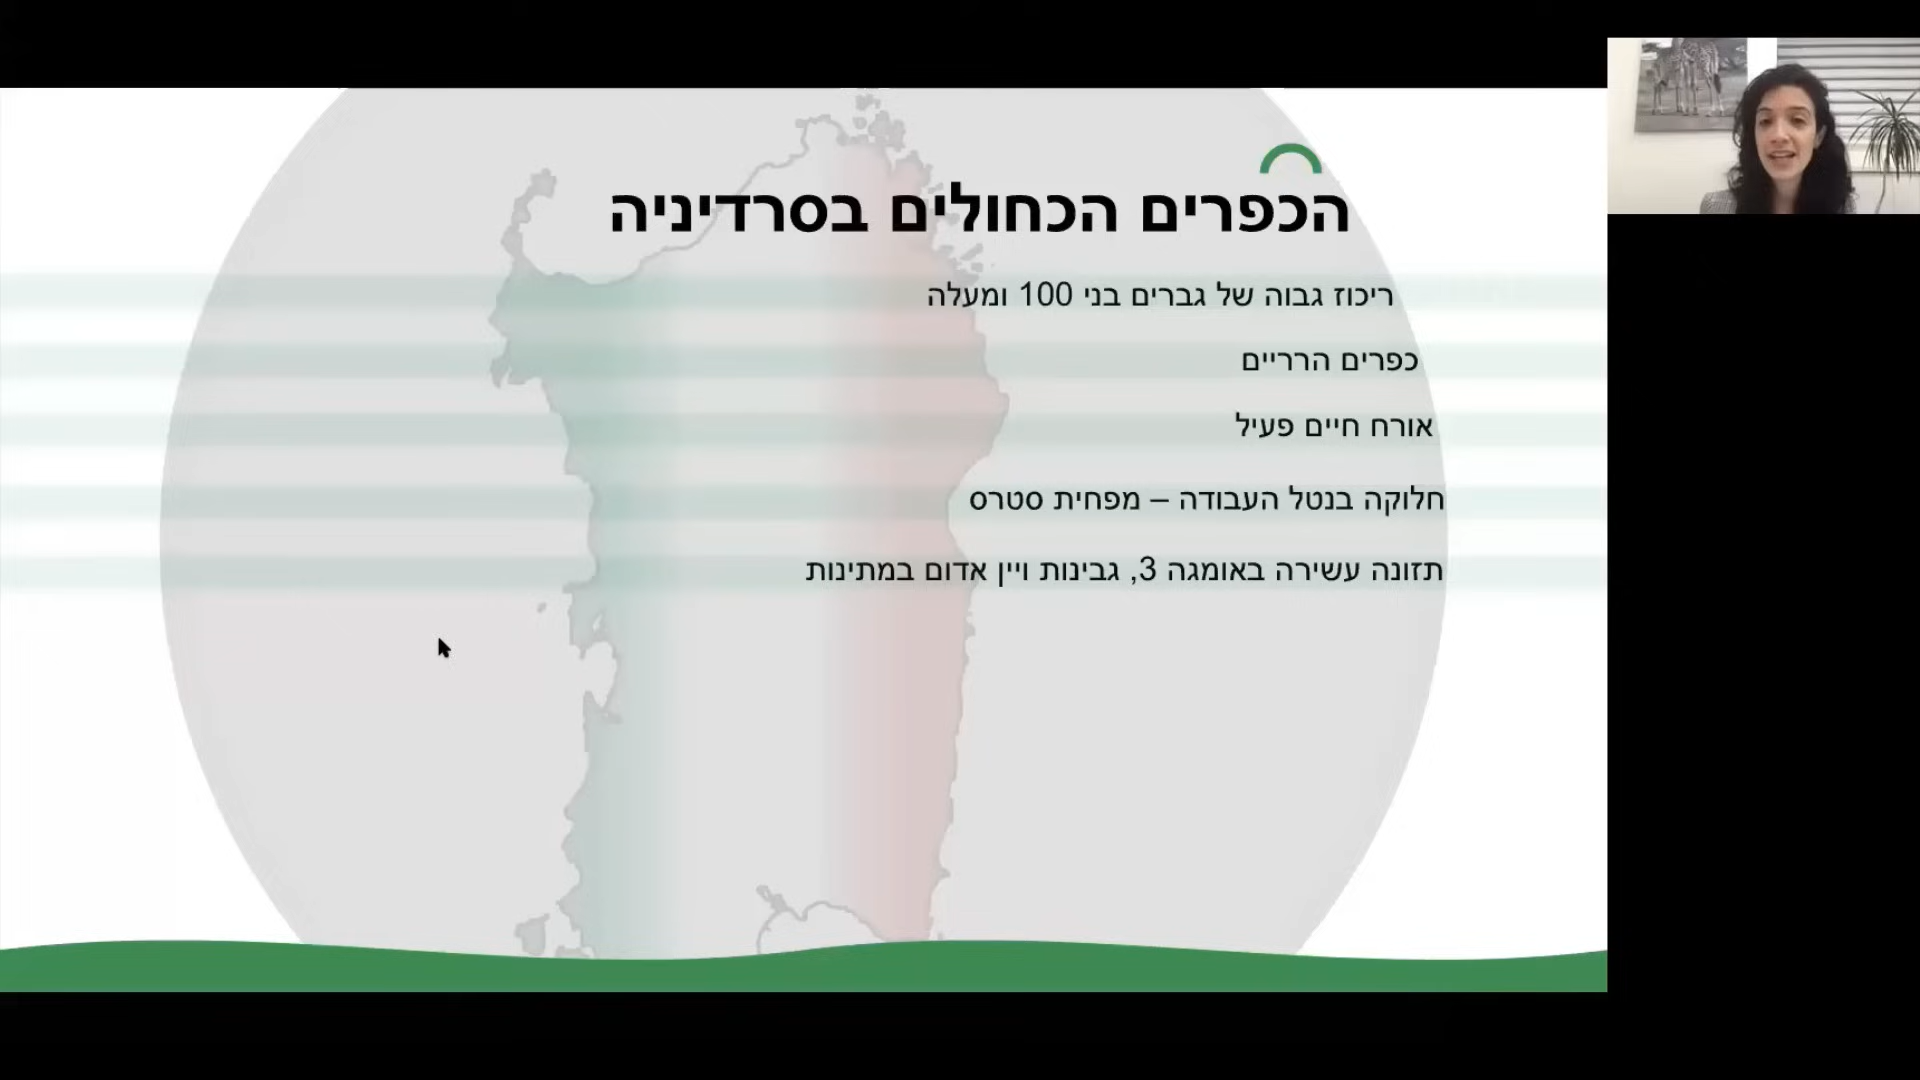 הכפרים הכחולים בסרדיניה
ריכוז גבוה של גברים בני 100 ומעלה
כפרים הרריים
אורח חיים פעיל
חלוקה בנטל העבודה – מפחית סטרס
תזונה עשירה באומגה 3, גבינות ויין אדום במתינות